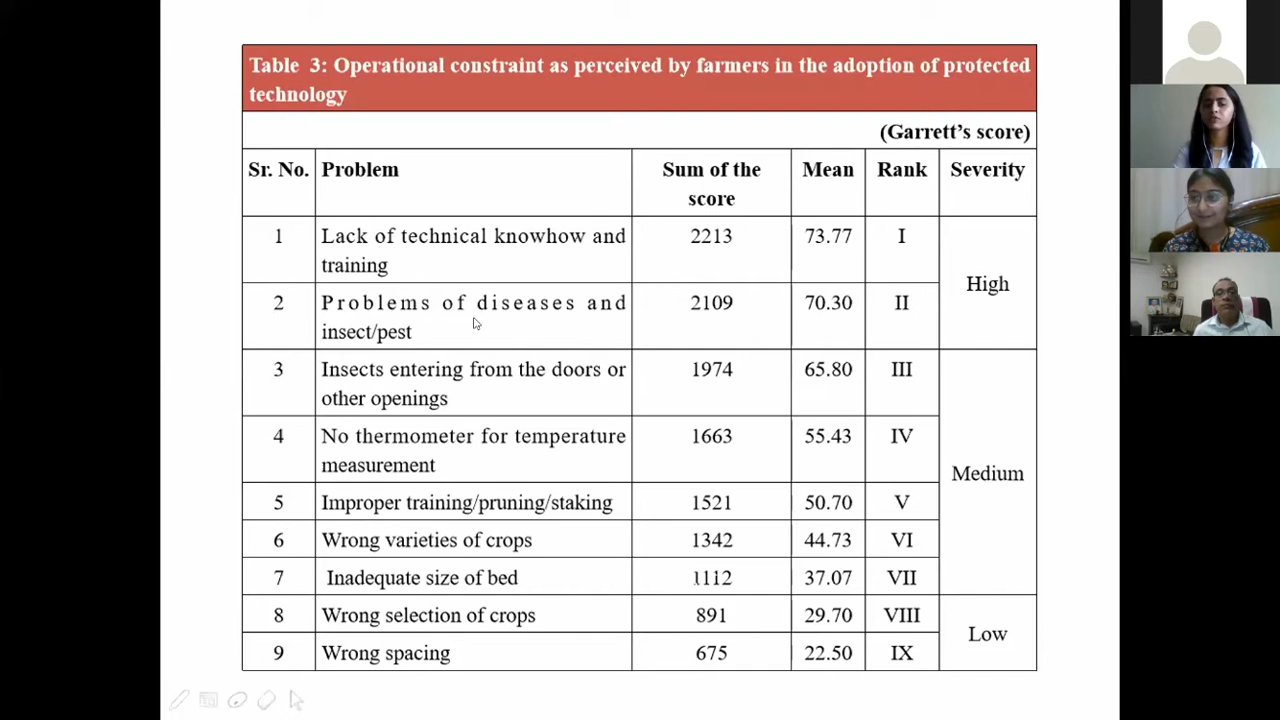 Table 3: Operational constraint as perceived by farmers in the adoption of protected
technology
(Garrett's score)
Sr. No. Problem Sum of the score Mean Rank Severity
1 Lack of technical knowhow and training 2213 73.77 I High
2 Problems of diseases and insect/pest 2109 70.30 II
3 Insects entering from the doors or other openings 1974 65.80 III Medium
4 No thermometer for temperature measurement 1663 55.43 IV
5 Improper training/pruning/staking 1521 50.70 V
6 Wrong varieties of crops 1342 44.73 VI
7 Inadequate size of bed 1112 37.07 VII
8 Wrong selection of crops 891 29.70 VIII Low
9 Wrong spacing 675 22.50 IX